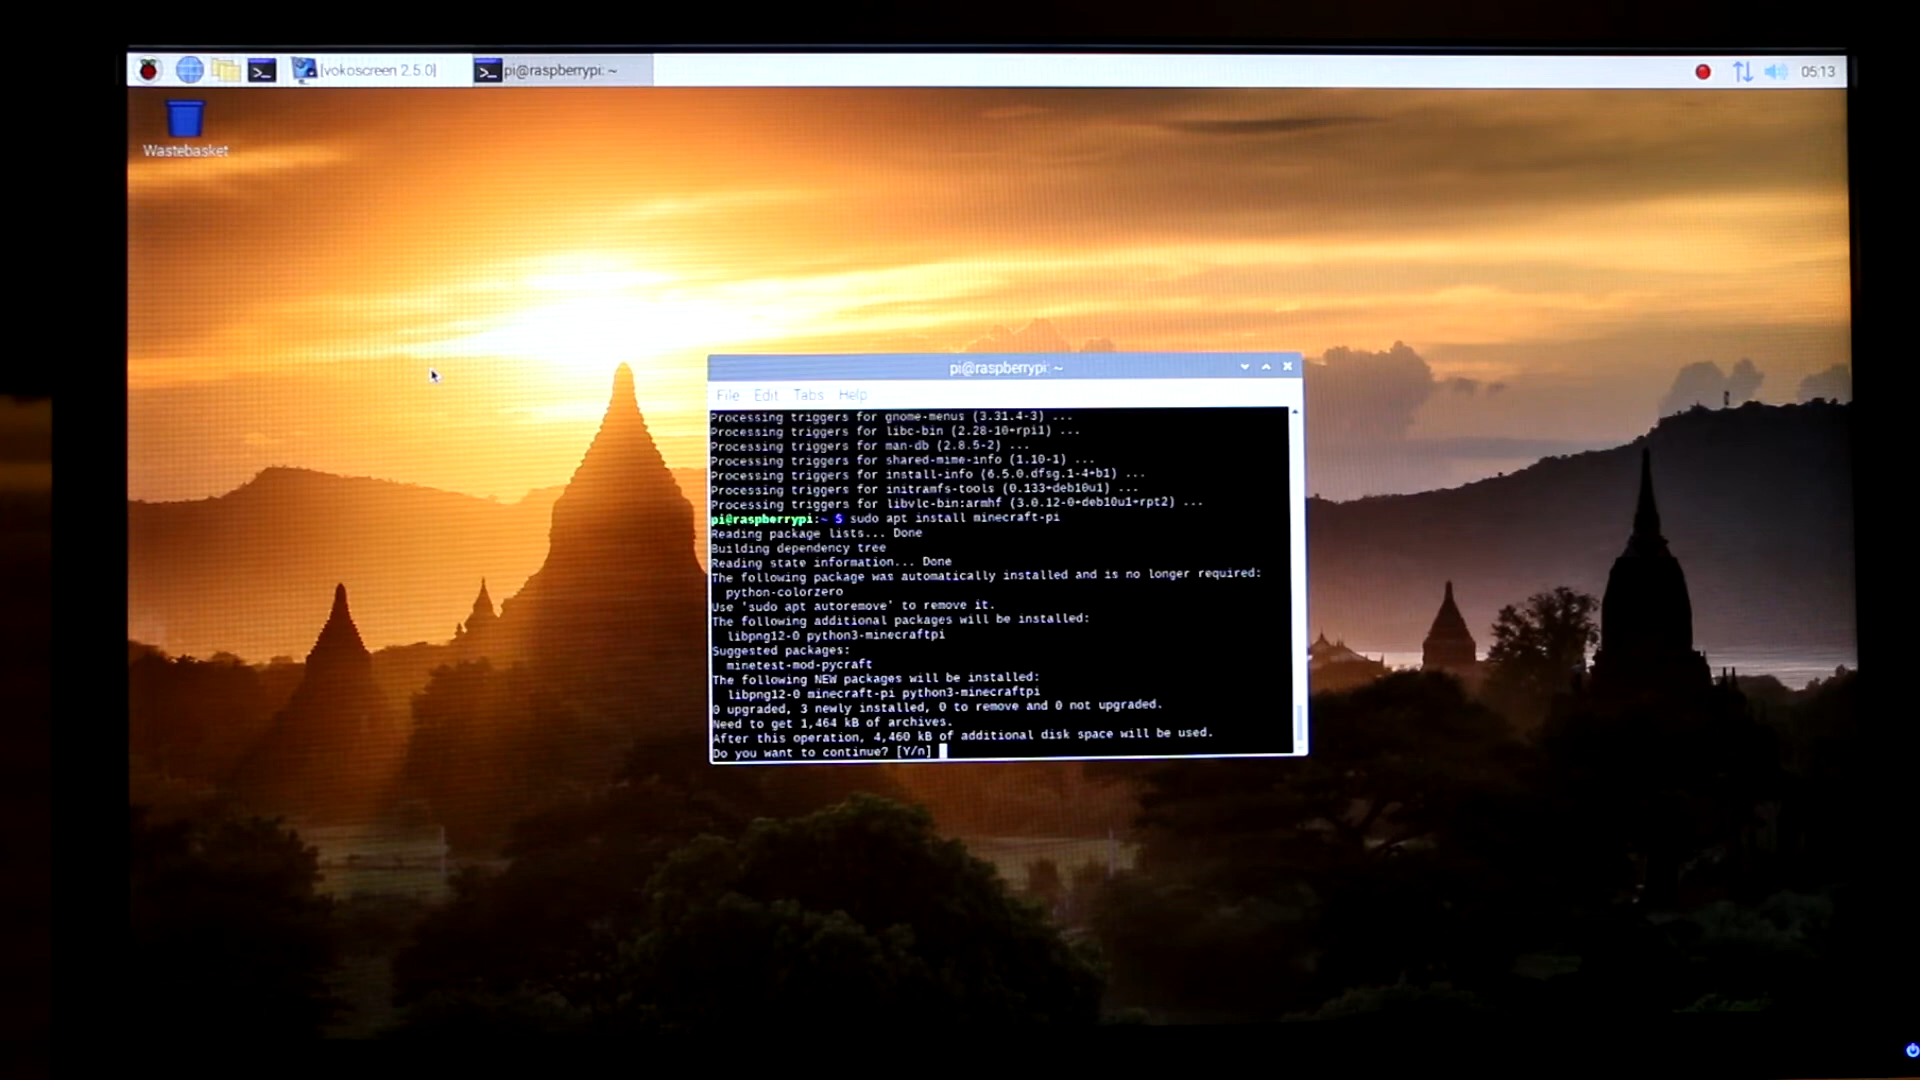 [vokoscreen 2.5.0]
pi@raspberrypi: ~
05:13
Wastebasket
pi@raspberrypi: ~
File Edit Tabs Help
Processing triggers for gnome-menus (3.31.4-3) ...
Processing triggers for libc-bin (2.28-10+rpi1) ...
Processing triggers for man-db (2.8.5-2) ...
Processing triggers for shared-mime-info (1.10-1) ...
Processing triggers for install-info (6.5.0.dfsg.1-4+b1) ...
Processing triggers for initramfs-tools (0.133+deb10u1) ...
Processing triggers for libvlc-bin:armhf (3.0.12-0+deb10u1+rpt2) ...
pi@raspberrypi:~ $ sudo apt install minecraft-pi
Reading package lists... Done
Building dependency tree
Reading state information... Done
The following package was automatically installed and is no longer required:
python-colorzero
Use 'sudo apt autoremove' to remove it.
The following additional packages will be installed:
libpng12-0 python3-minecraftpi
Suggested packages:
minetest-mod-pycraft
The following NEW packages will be installed:
libpng12-0 minecraft-pi python3-minecraftpi
0 upgraded, 3 newly installed, 0 to remove and 0 not upgraded.
Need to get 1,464 kB of archives.
After this operation, 4,460 kB of additional disk space will be used.
Do you want to continue? [Y/n]